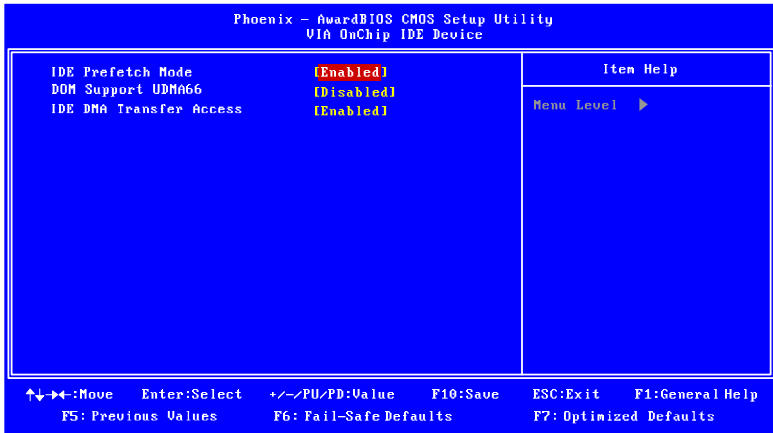 Phoenix – AwardBIOS CMOS Setup Utility
VIA OnChip IDE Device
IDE Prefetch Mode [Enabled]
Item Help
DOM Support UDMA66 [Disabled]
IDE DMA Transfer Access [Enabled]
Menu Level ▶
↑↓→←:Move Enter:Select +/-/PU/PD:Value F10:Save ESC:Exit F1:General Help
F5: Previous Values F6: Fail-Safe Defaults F7: Optimized Defaults